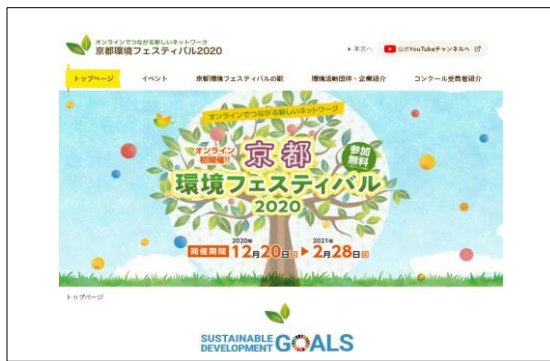 オンラインでつながる新しいネットワーク
京都環境フェスティバル2020
本文へ
公式YouTubeチャンネルへ
トップページ
イベント
京都環境フェスティバルの歌
環境活動団体・企業紹介
コンクール受賞者紹介
オンラインでつながる新しいネットワーク
オンライン
初開催!!
京都
参加
無料
環境フェスティバル
2020
開催期間
2020年
12月20日日
2021年
2月28日日
トップページ
SUSTAINABLE
DEVELOPMENT
GOALS